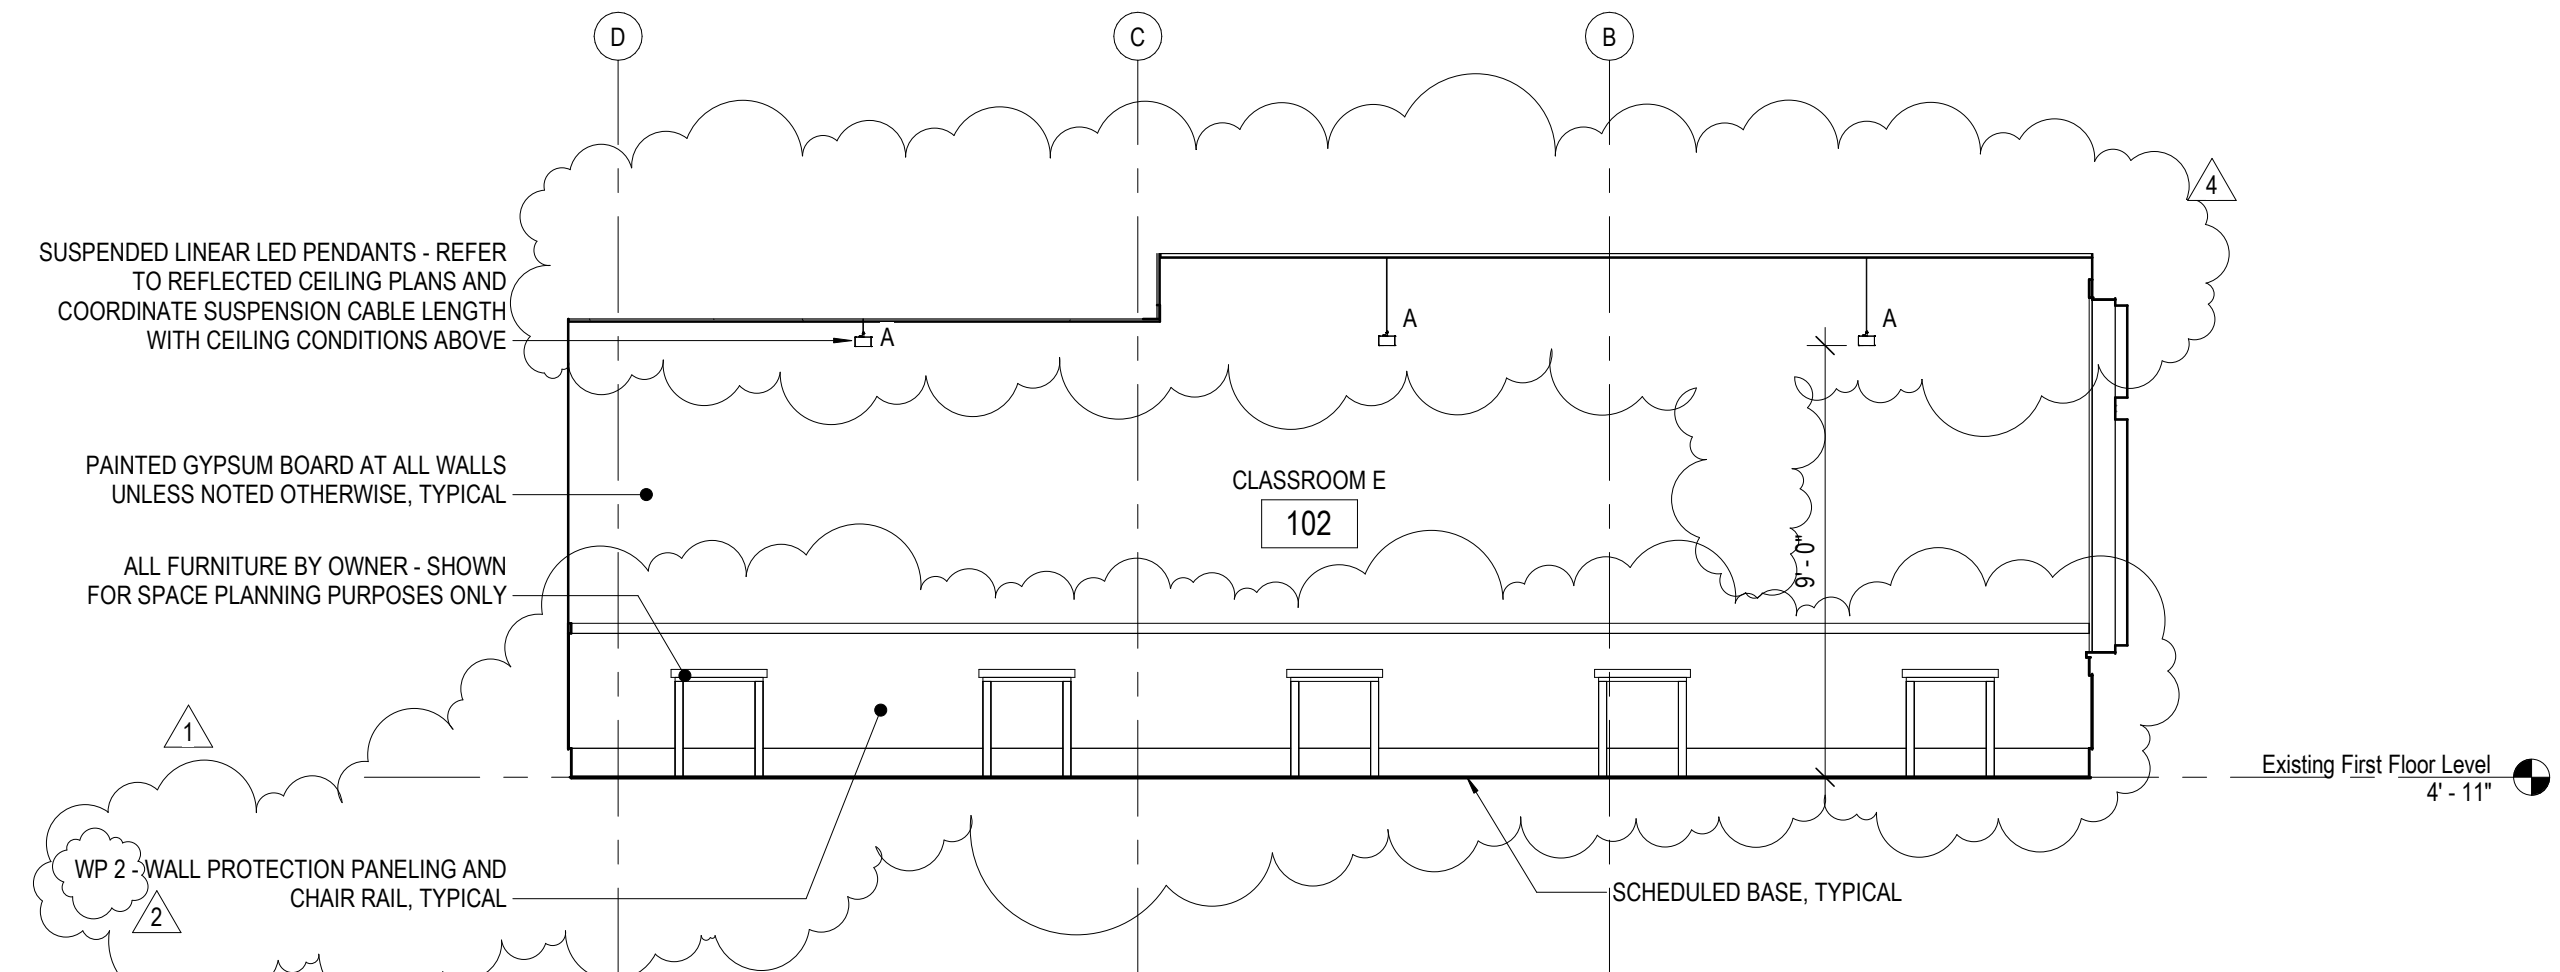 D
C
B
4
SUSPENDED LINEAR LED PENDANTS - REFER
TO REFLECTED CEILING PLANS AND
COORDINATE SUSPENSION CABLE LENGTH
WITH CEILING CONDITIONS ABOVE
A
A
A
PAINTED GYPSUM BOARD AT ALL WALLS
UNLESS NOTED OTHERWISE, TYPICAL
CLASSROOM E
102
9' - 0"
ALL FURNITURE BY OWNER - SHOWN
FOR SPACE PLANNING PURPOSES ONLY
1
Existing First Floor Level
4' - 11"
WP 2 - WALL PROTECTION PANELING AND
CHAIR RAIL, TYPICAL
2
SCHEDULED BASE, TYPICAL